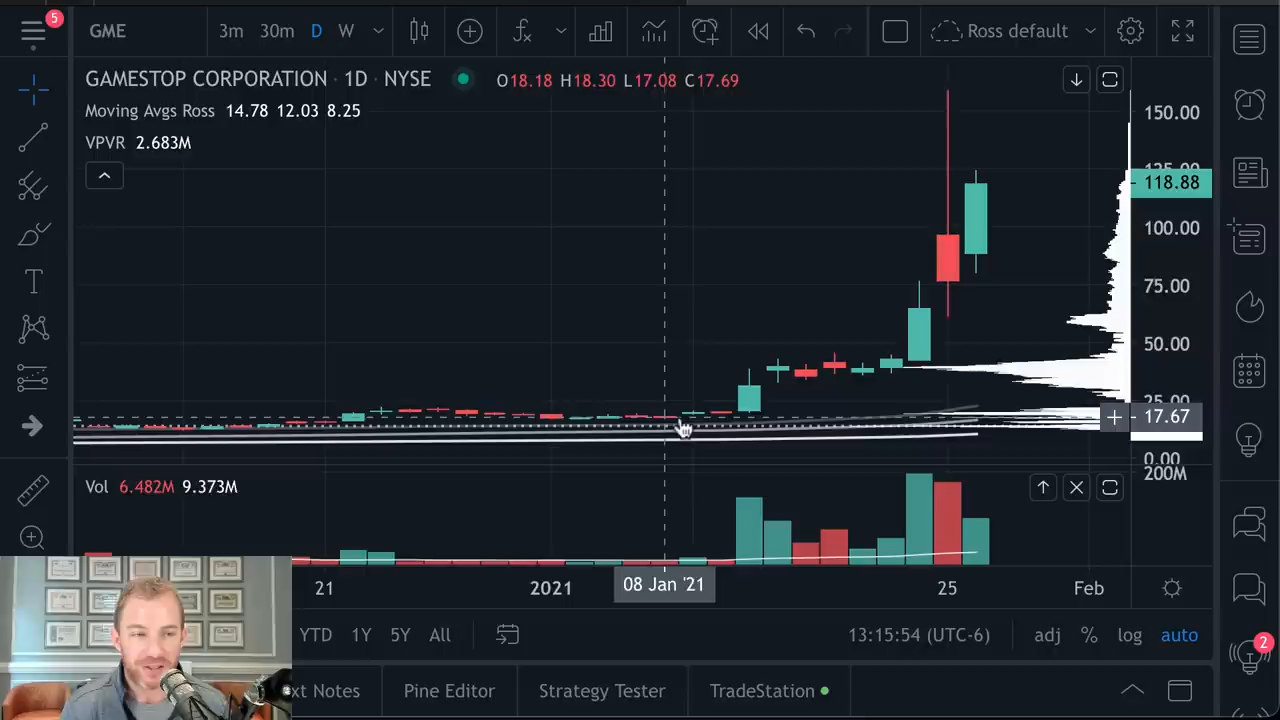 5
GME
3m 30m D W
Ross default
GAMESTOP CORPORATION · 1D · NYSE
O18.18 H18.30 L17.08 C17.69
Moving Avgs Ross 14.78 12.03 8.25
VPVR 2.683M
150.00
125.00
118.88
100.00
75.00
50.00
25.00
17.67
0.00
200M
Vol 6.482M 9.373M
21 2021 08 Jan '21 25 Feb
YTD 1Y 5Y All
13:15:54 (UTC-6)
adj % log auto
2
xt Notes Pine Editor Strategy Tester TradeStation